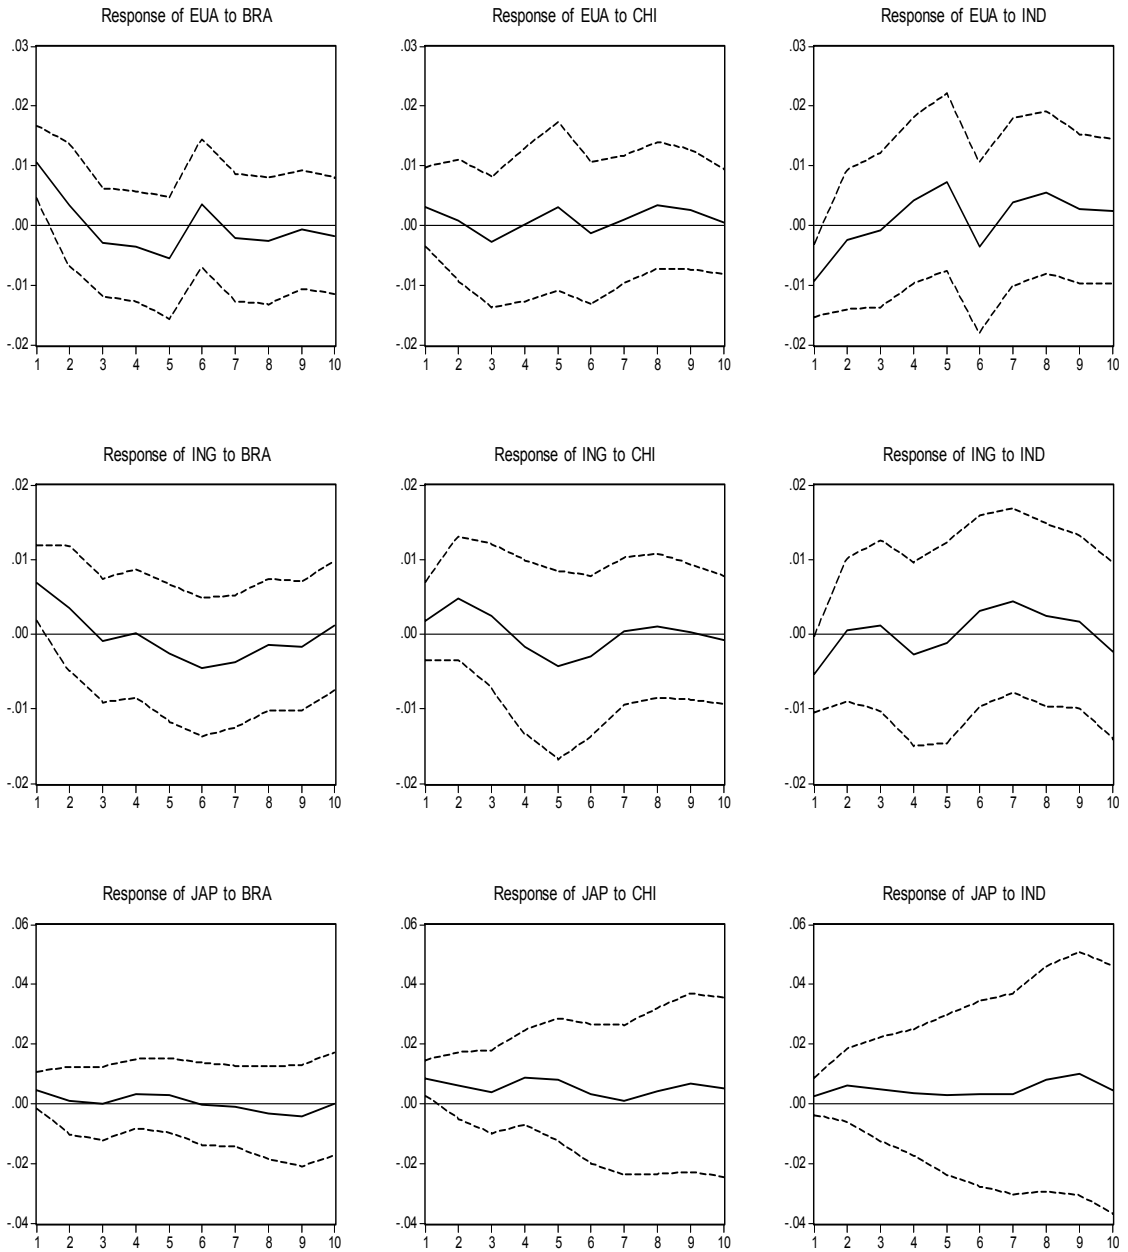 Response of EUA to BRA
.03
.02
.01
.00
-.01
-.02
1 2 3 4 5 6 7 8 9 10
Response of EUA to CHI
.03
.02
.01
.00
-.01
-.02
1 2 3 4 5 6 7 8 9 10
Response of EUA to IND
.03
.02
.01
.00
-.01
-.02
1 2 3 4 5 6 7 8 9 10
Response of ING to BRA
.02
.01
.00
-.01
-.02
1 2 3 4 5 6 7 8 9 10
Response of ING to CHI
.02
.01
.00
-.01
-.02
1 2 3 4 5 6 7 8 9 10
Response of ING to IND
.02
.01
.00
-.01
-.02
1 2 3 4 5 6 7 8 9 10
Response of JAP to BRA
.06
.04
.02
.00
-.02
-.04
1 2 3 4 5 6 7 8 9 10
Response of JAP to CHI
.06
.04
.02
.00
-.02
-.04
1 2 3 4 5 6 7 8 9 10
Response of JAP to IND
.06
.04
.02
.00
-.02
-.04
1 2 3 4 5 6 7 8 9 10